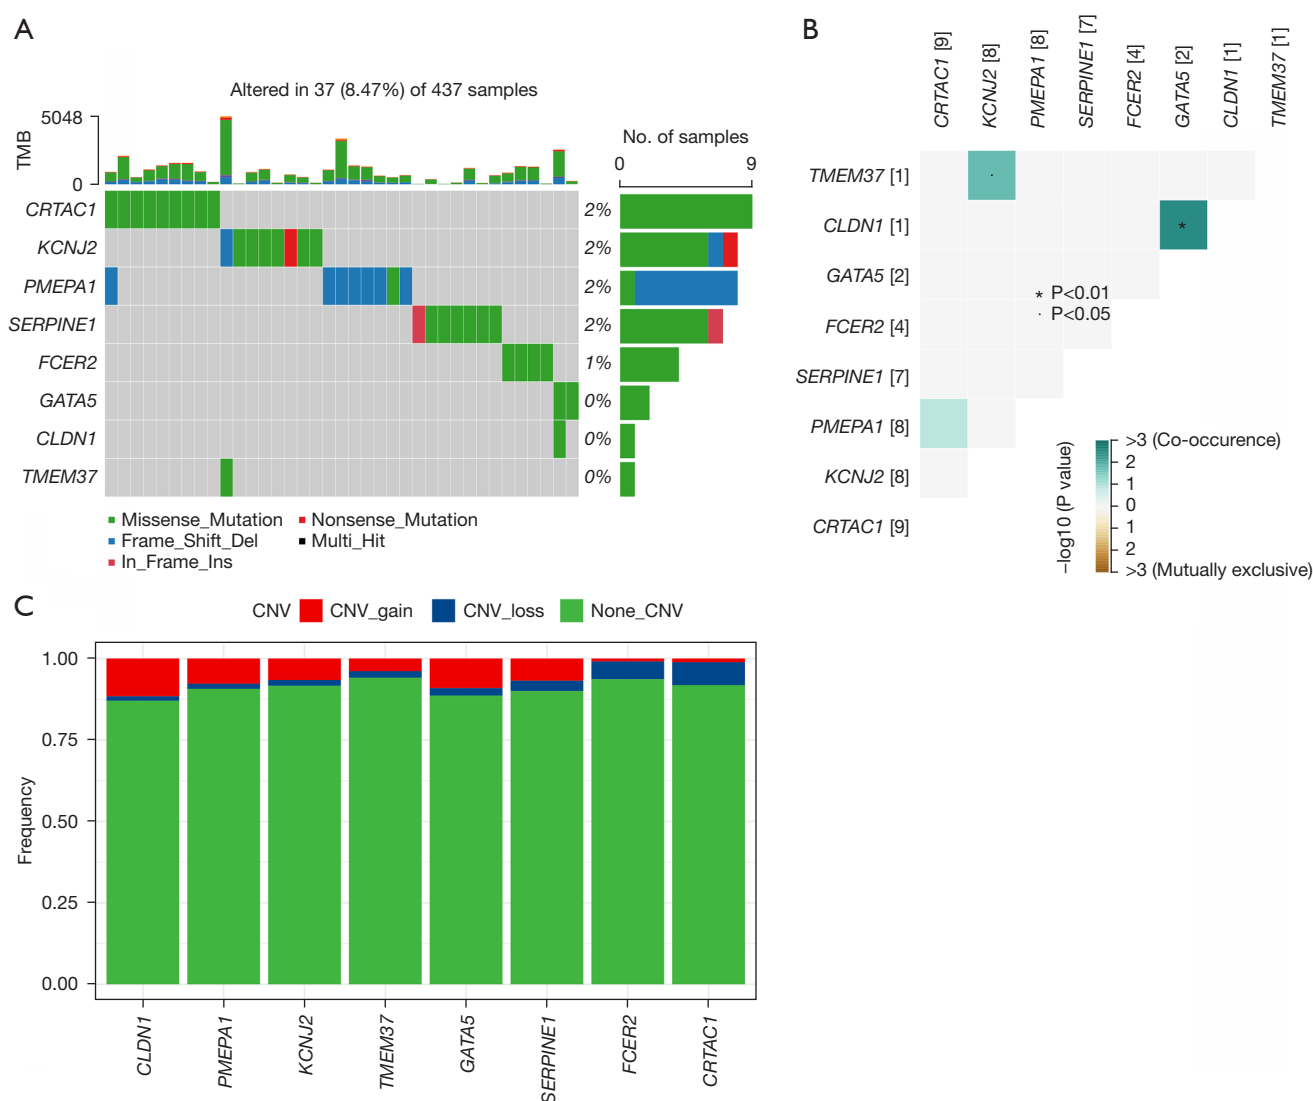 A
Altered in 37 (8.47%) of 437 samples
5048
0
TMB
No. of samples
0 9
CRTAC1 2%
KCNJ2 2%
PMEPA1 2%
SERPINE1 2%
FCER2 1%
GATA5 0%
CLDN1 0%
TMEM37 0%
Missense_Mutation
Frame_Shift_Del
In_Frame_Ins
Nonsense_Mutation
Multi_Hit
B
CRTAC1 [9]
KCNJ2 [8]
PMEPA1 [8]
SERPINE1 [7]
FCER2 [4]
GATA5 [2]
CLDN1 [1]
TMEM37 [1]
TMEM37 [1]
CLDN1 [1]
GATA5 [2]
FCER2 [4]
SERPINE1 [7]
PMEPA1 [8]
KCNJ2 [8]
CRTAC1 [9]
·
*
* P<0.01
· P<0.05
−log10 (P value)
>3 (Co-occurence)
2
1
0
1
2
>3 (Mutually exclusive)
C
CNV CNV_gain CNV_loss None_CNV
Frequency
1.00
0.75
0.50
0.25
0.00
CLDN1
PMEPA1
KCNJ2
TMEM37
GATA5
SERPINE1
FCER2
CRTAC1